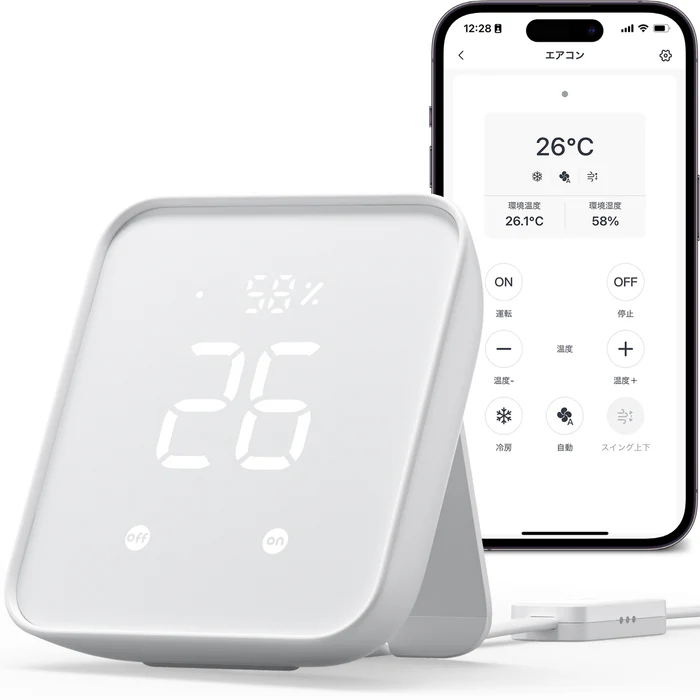 12:28
エアコン
26°C
A
環境温度 環境湿度
26.1°C 58%
ON OFF
運転 停止
− 温度 +
温度- 温度+
A
冷房 自動 スイング上下
58%
26
off on